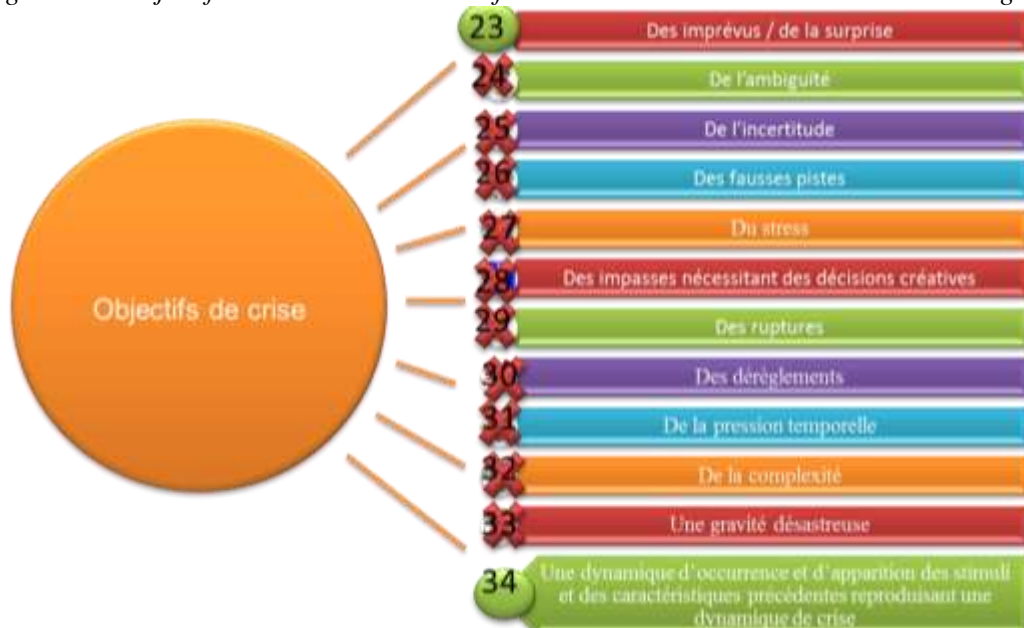 23 Des imprévus / de la surprise
24 De l'ambiguïté
25 De l'incertitude
26 Des fausses pistes
27 Du stress
28 Des impasses nécessitant des décisions créatives
29 Des ruptures
30 Des dérèglements
31 De la pression temporelle
32 De la complexité
33 Une gravité désastreuse
34 Une dynamique d'occurrence et d'apparition des stimuli
et des caractéristiques précédentes reproduisant une
dynamique de crise
Objectifs de crise